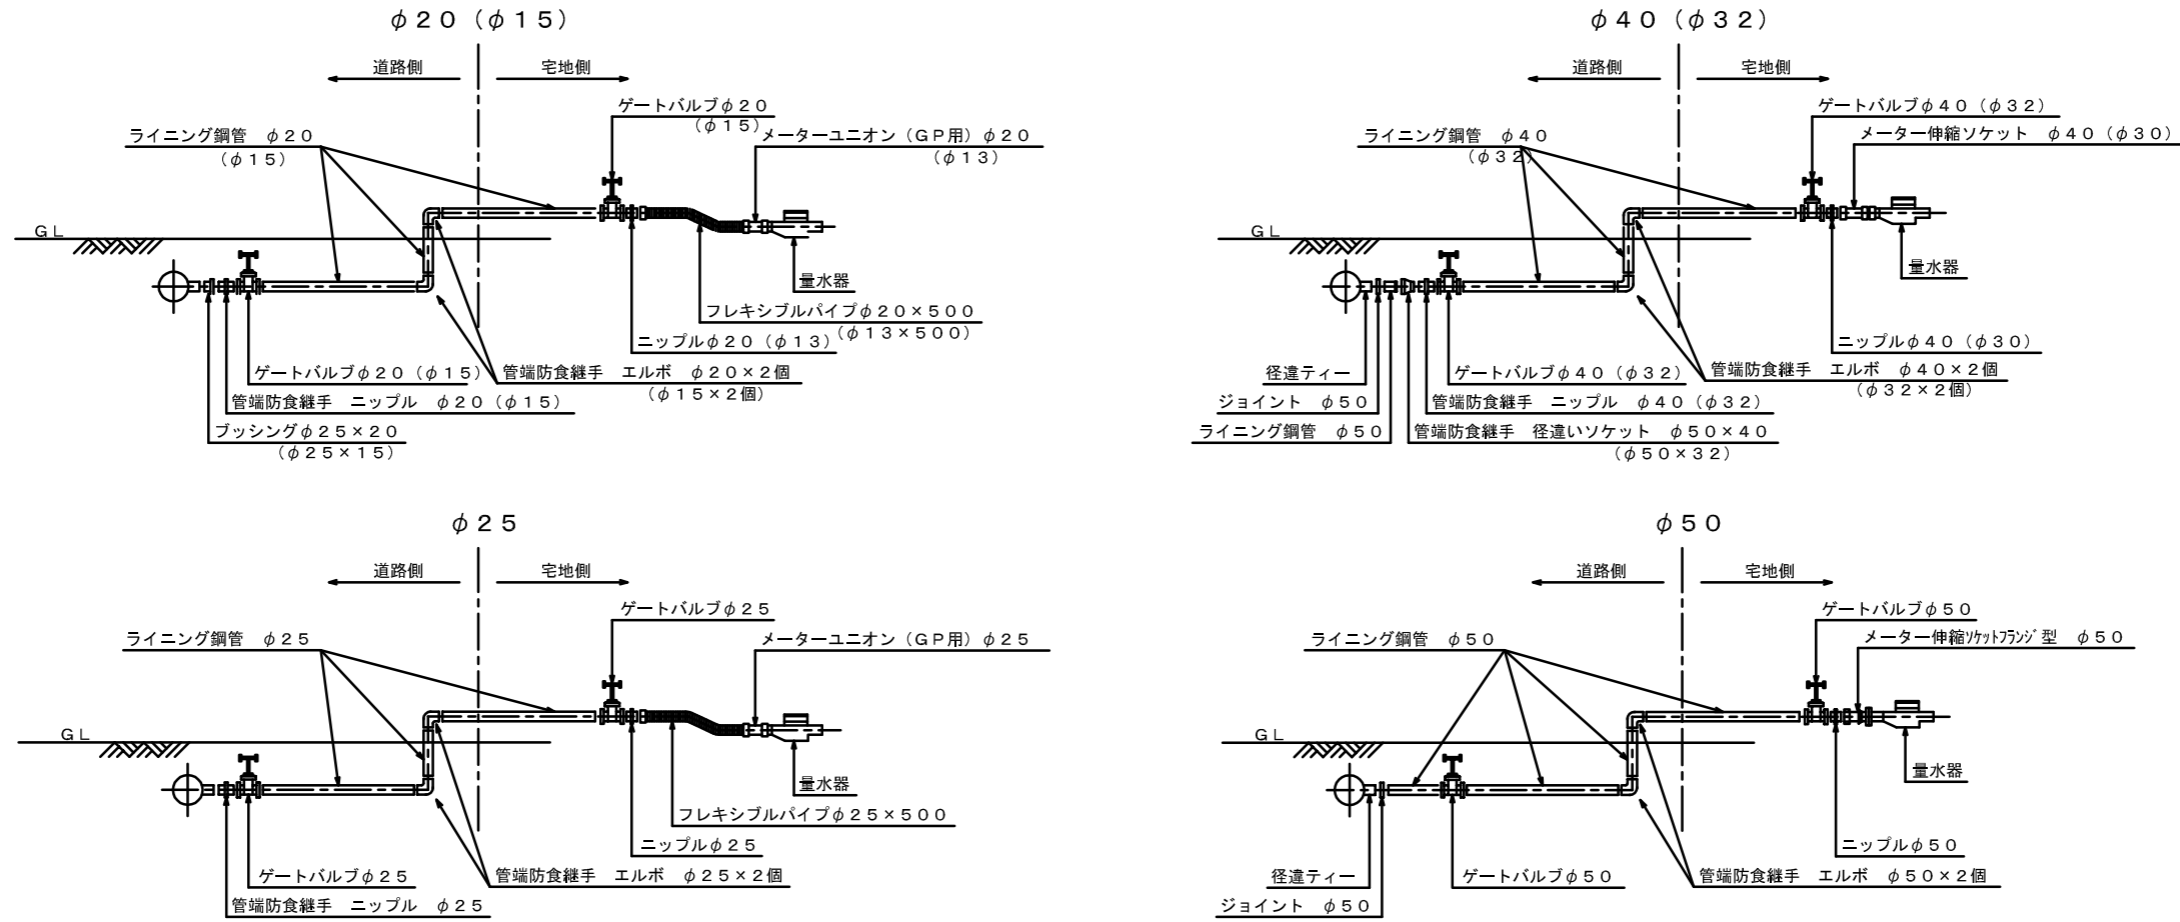 φ２０（φ１５）
道路側
宅地側
ゲートバルブφ２０
（φ１５）
ライニング鋼管　φ２０
（φ１５）
メーターユニオン（ＧＰ用）φ２０
（φ１３）
ＧＬ
量水器
フレキシブルパイプφ２０×５００
（φ１３×５００）
ニップルφ２０（φ１３）
ゲートバルブφ２０（φ１５）
管端防食継手　エルボ　φ２０×２個
（φ１５×２個）
管端防食継手　ニップル　φ２０（φ１５）
ブッシング φ２５×２０
（φ２５×１５）
φ４０（φ３２）
道路側
宅地側
ゲートバルブφ４０（φ３２）
ライニング鋼管　φ４０
（φ３２）
メーター伸縮ソケット　φ４０（φ３０）
ＧＬ
量水器
ニップルφ４０（φ３０）
径違ティー
ゲートバルブφ４０（φ３２）
管端防食継手　エルボ　φ４０×２個
（φ３２×２個）
ジョイント　φ５０
管端防食継手　ニップル　φ４０（φ３２）
ライニング鋼管　φ５０
管端防食継手　径違いソケット　φ５０×４０
（φ５０×３２）
φ２５
道路側
宅地側
ゲートバルブφ２５
ライニング鋼管　φ２５
メーターユニオン（ＧＰ用）φ２５
ＧＬ
量水器
フレキシブルパイプφ２５×５００
ニップルφ２５
ゲートバルブφ２５
管端防食継手　エルボ　φ２５×２個
管端防食継手　ニップル　φ２５
φ５０
道路側
宅地側
ゲートバルブφ５０
ライニング鋼管　φ５０
メーター伸縮ｿｹｯﾄﾌﾗﾝｼﾞ型　φ５０
ＧＬ
量水器
ニップルφ５０
径違ティー
ゲートバルブφ５０
管端防食継手　エルボ　φ５０×２個
ジョイント　φ５０